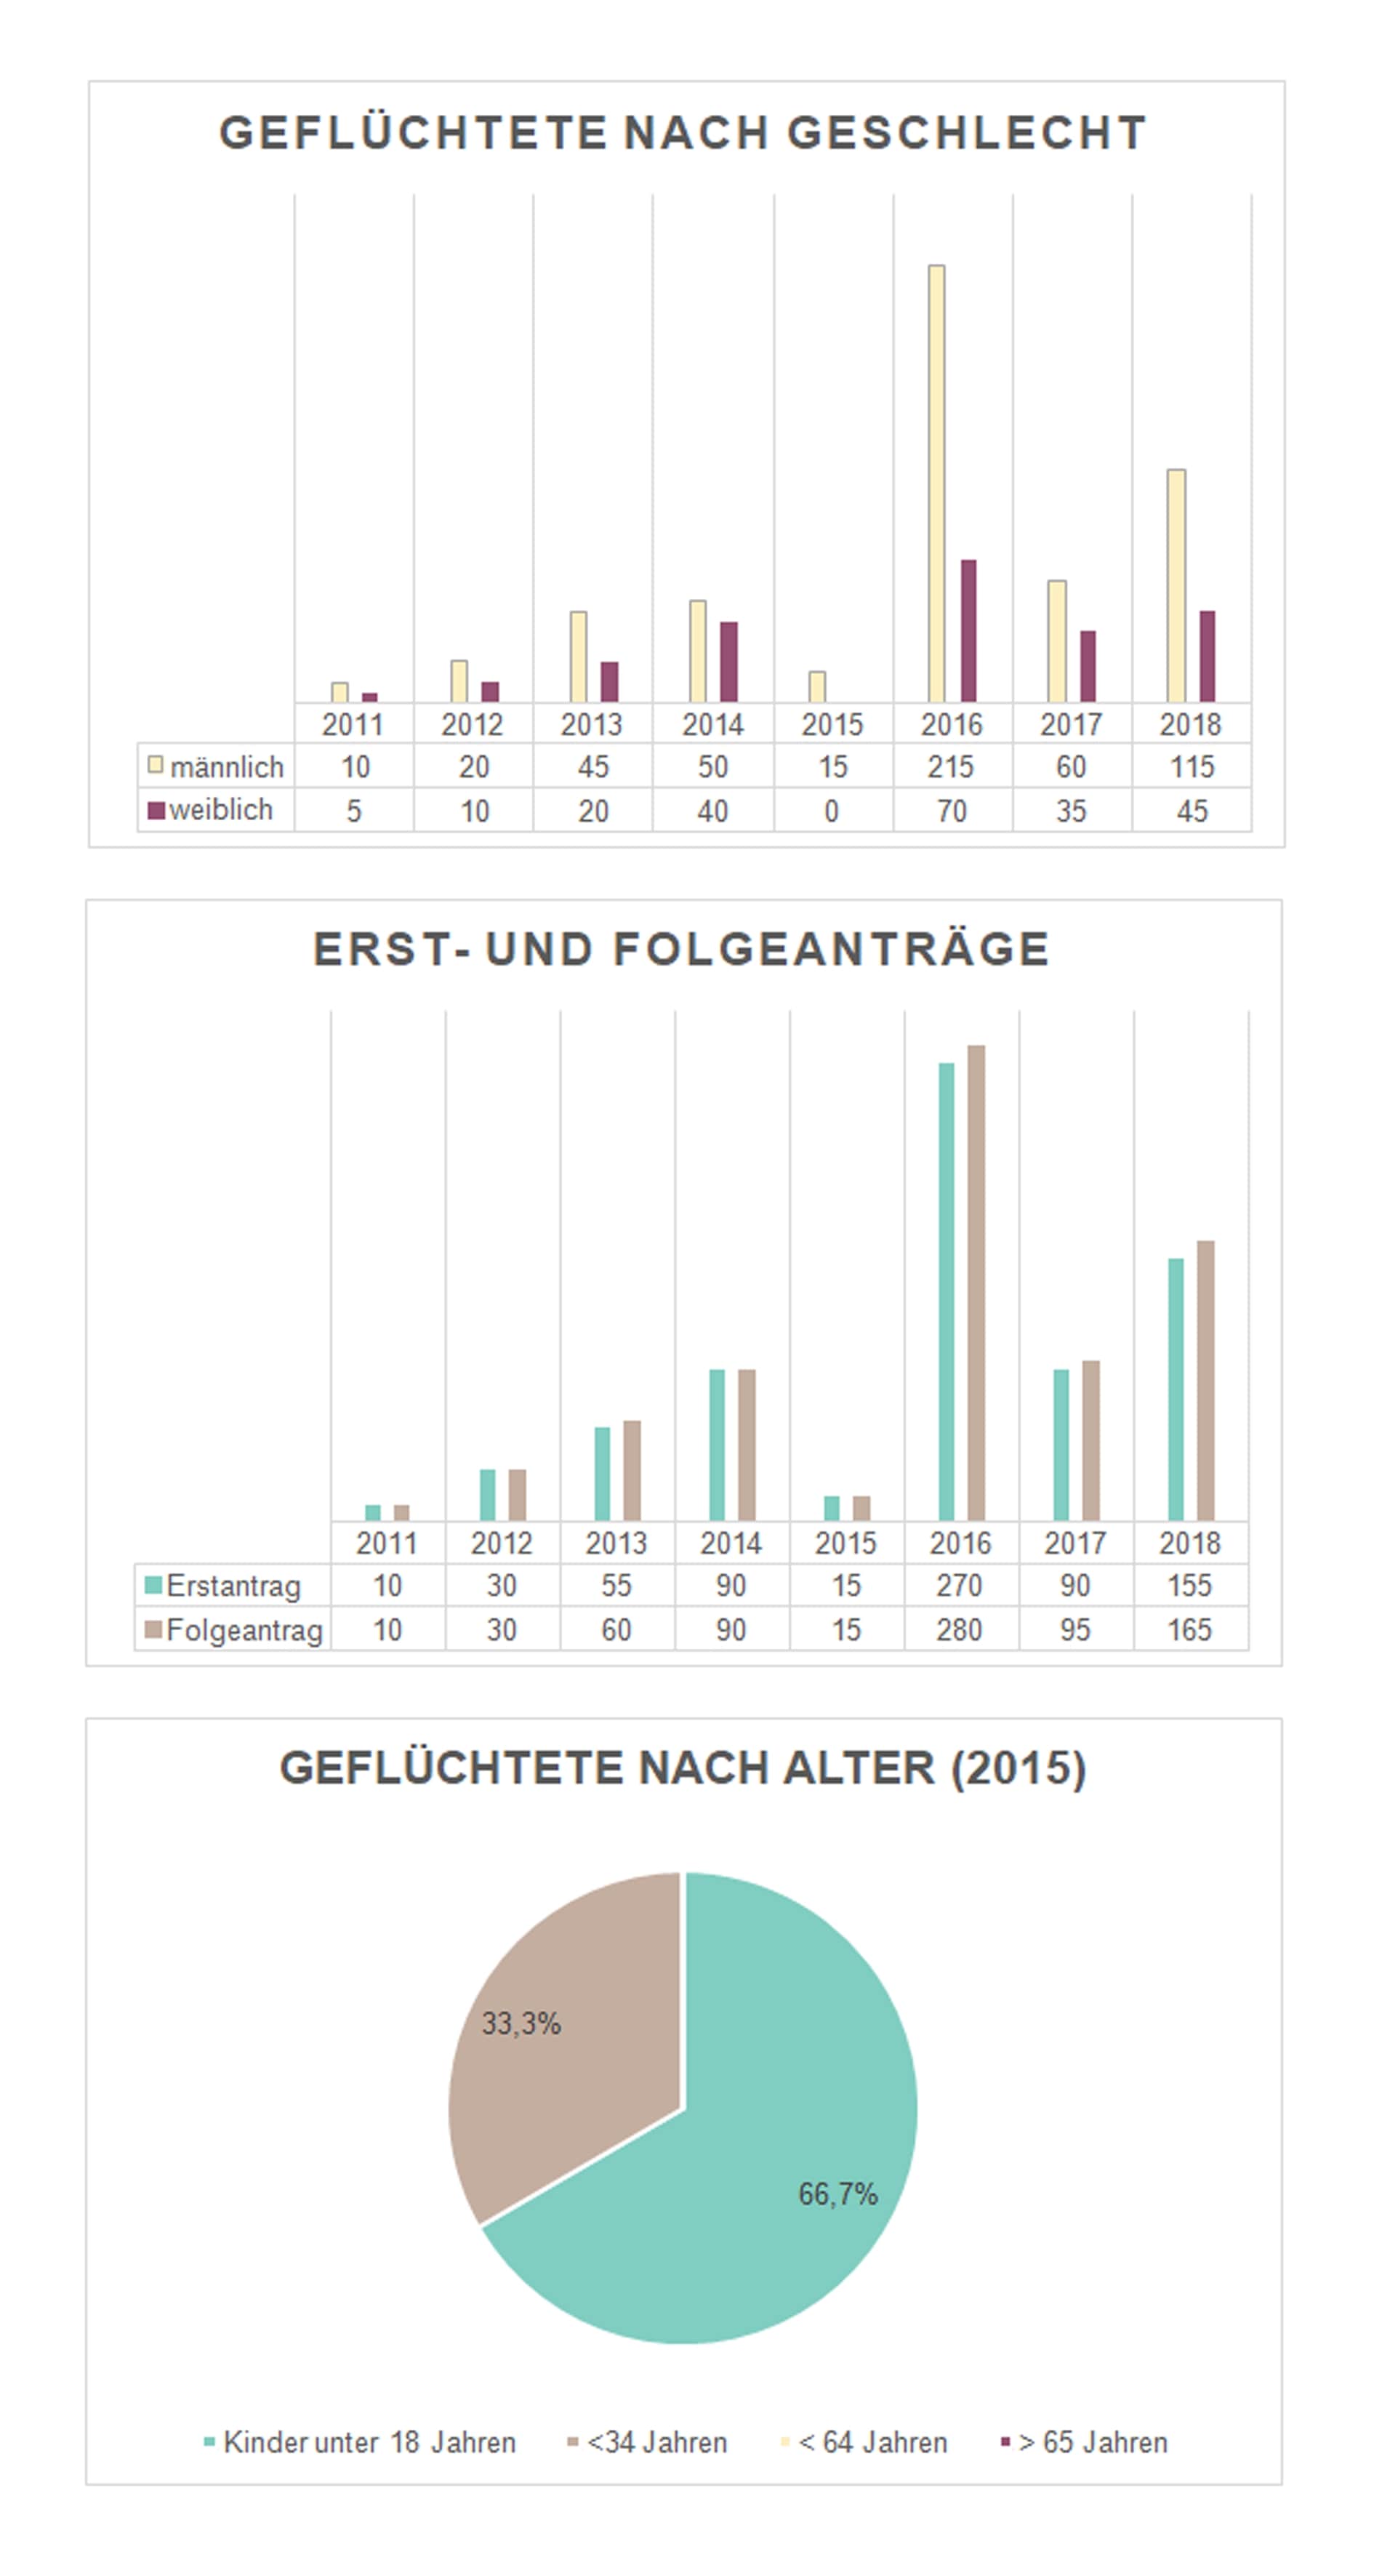 GEFLÜCHTETE NACH GESCHLECHT
2011 2012 2013 2014 2015 2016 2017 2018
männlich 10 20 45 50 15 215 60 115
weiblich 5 10 20 40 0 70 35 45
ERST- UND FOLGEANTRÄGE
2011 2012 2013 2014 2015 2016 2017 2018
Erstantrag 10 30 55 90 15 270 90 155
Folgeantrag 10 30 60 90 15 280 95 165
GEFLÜCHTETE NACH ALTER (2015)
33,3%
66,7%
Kinder unter 18 Jahren <34 Jahren < 64 Jahren > 65 Jahren